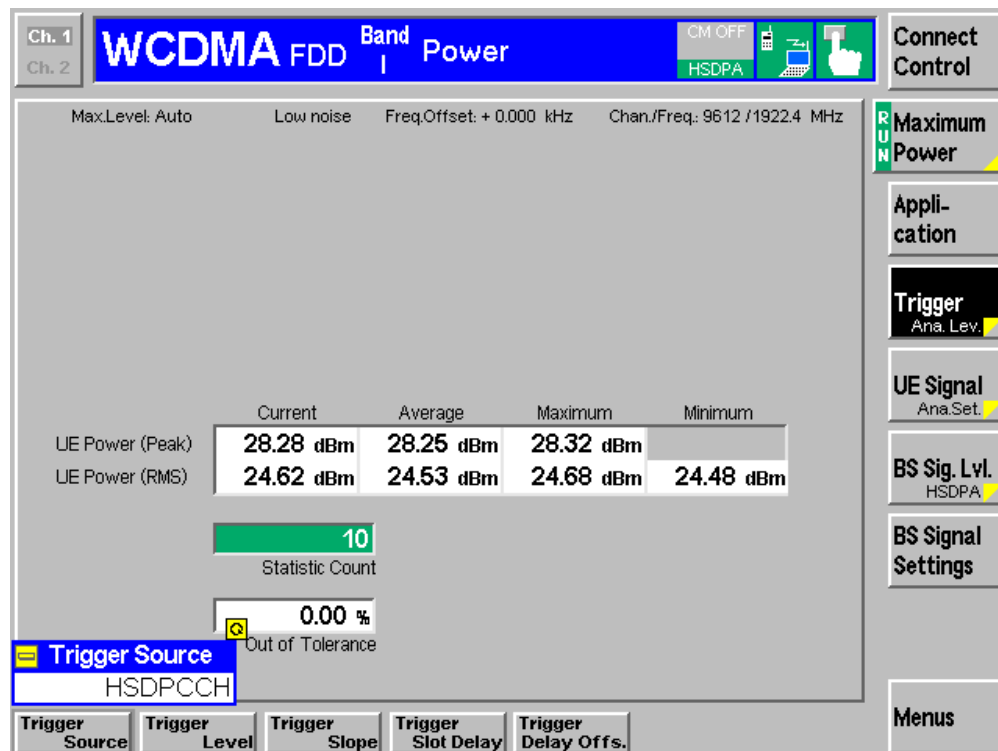 Ch. 1
Ch. 2
WCDMA FDD Band I Power
CM OFF
HSDPA
Connect Control
Max.Level: Auto Low noise Freq.Offset: + 0.000 kHz Chan./Freq.: 9612 / 1922.4 MHz
RUN
Maximum Power
Appli-
cation
Trigger
Ana. Lev.
UE Signal
Ana.Set.
Current Average Maximum Minimum
UE Power (Peak) 28.28 dBm 28.25 dBm 28.32 dBm
UE Power (RMS) 24.62 dBm 24.53 dBm 24.68 dBm 24.48 dBm
BS Sig. Lvl.
HSDPA
10
Statistic Count
BS Signal
Settings
0.00 %
Out of Tolerance
Trigger Source
HSDPCCH
Trigger Source
Trigger Level
Trigger Slope
Trigger Slot Delay
Trigger Delay Offs.
Menus